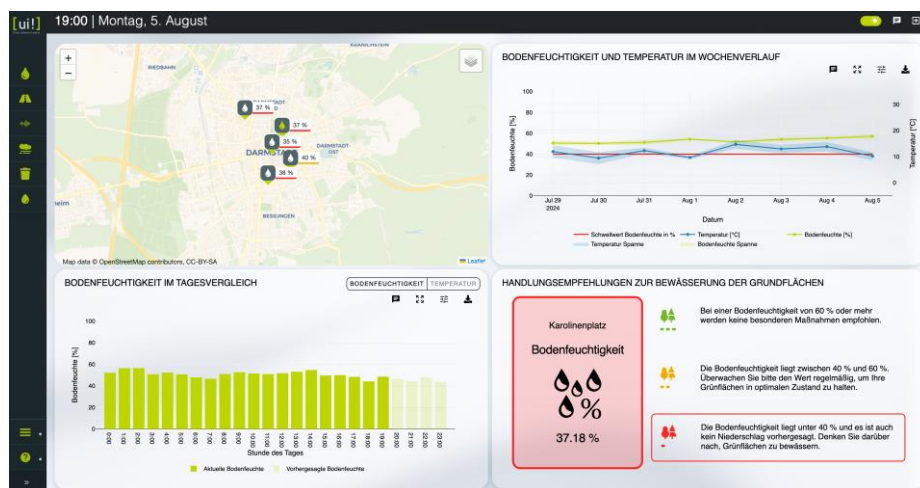 [ui!]
19:00 | Montag, 5. August
+
−
RIEDBAHN
37 %
37 %
35 %
DARMSTADT-OST
40 %
38 %
BESSUNGEN
heim
Map data © OpenStreetMap contributors, CC-BY-SA
Leaflet
BODENFEUCHTIGKEIT UND TEMPERATUR IM WOCHENVERLAUF
Bodenfeuchte [%]
100
80
60
40
20
0
30
20
10
0
Temperatur [°C]
Jul 29
2024
Jul 30
Jul 31
Aug 1
Aug 2
Aug 3
Aug 4
Aug 5
Datum
Schwellwert Bodenfeuchte in %
Temperatur [°C]
Bodenfeuchte [%]
Temperatur Spanne
Bodenfeuchte Spanne
BODENFEUCHTIGKEIT IM TAGESVERGLEICH
BODENFEUCHTIGKEIT
TEMPERATUR
Bodenfeuchte [%]
100
80
60
40
20
0
0:00
1:00
2:00
3:00
4:00
5:00
6:00
7:00
8:00
9:00
10:00
11:00
12:00
13:00
14:00
15:00
16:00
17:00
18:00
19:00
20:00
21:00
22:00
23:00
Stunde des Tages
Aktuelle Bodenfeuchte
Vorhergesagte Bodenfeuchte
HANDLUNGSEMPFEHLUNGEN ZUR BEWÄSSERUNG DER GRUNDFLÄCHEN
Karolinenplatz
Bodenfeuchtigkeit
%
37.18 %
Bei einer Bodenfeuchtigkeit von 60 % oder mehr
werden keine besonderen Maßnahmen empfohlen.
Die Bodenfeuchtigkeit liegt zwischen 40 % und 60 %.
Überwachen Sie bitte den Wert regelmäßig, um Ihre
Grünflächen in optimalen Zustand zu halten.
Die Bodenfeuchtigkeit liegt unter 40 % und es ist auch
kein Niederschlag vorhergesagt. Denken Sie darüber
nach, Grünflächen zu bewässern.
?
»